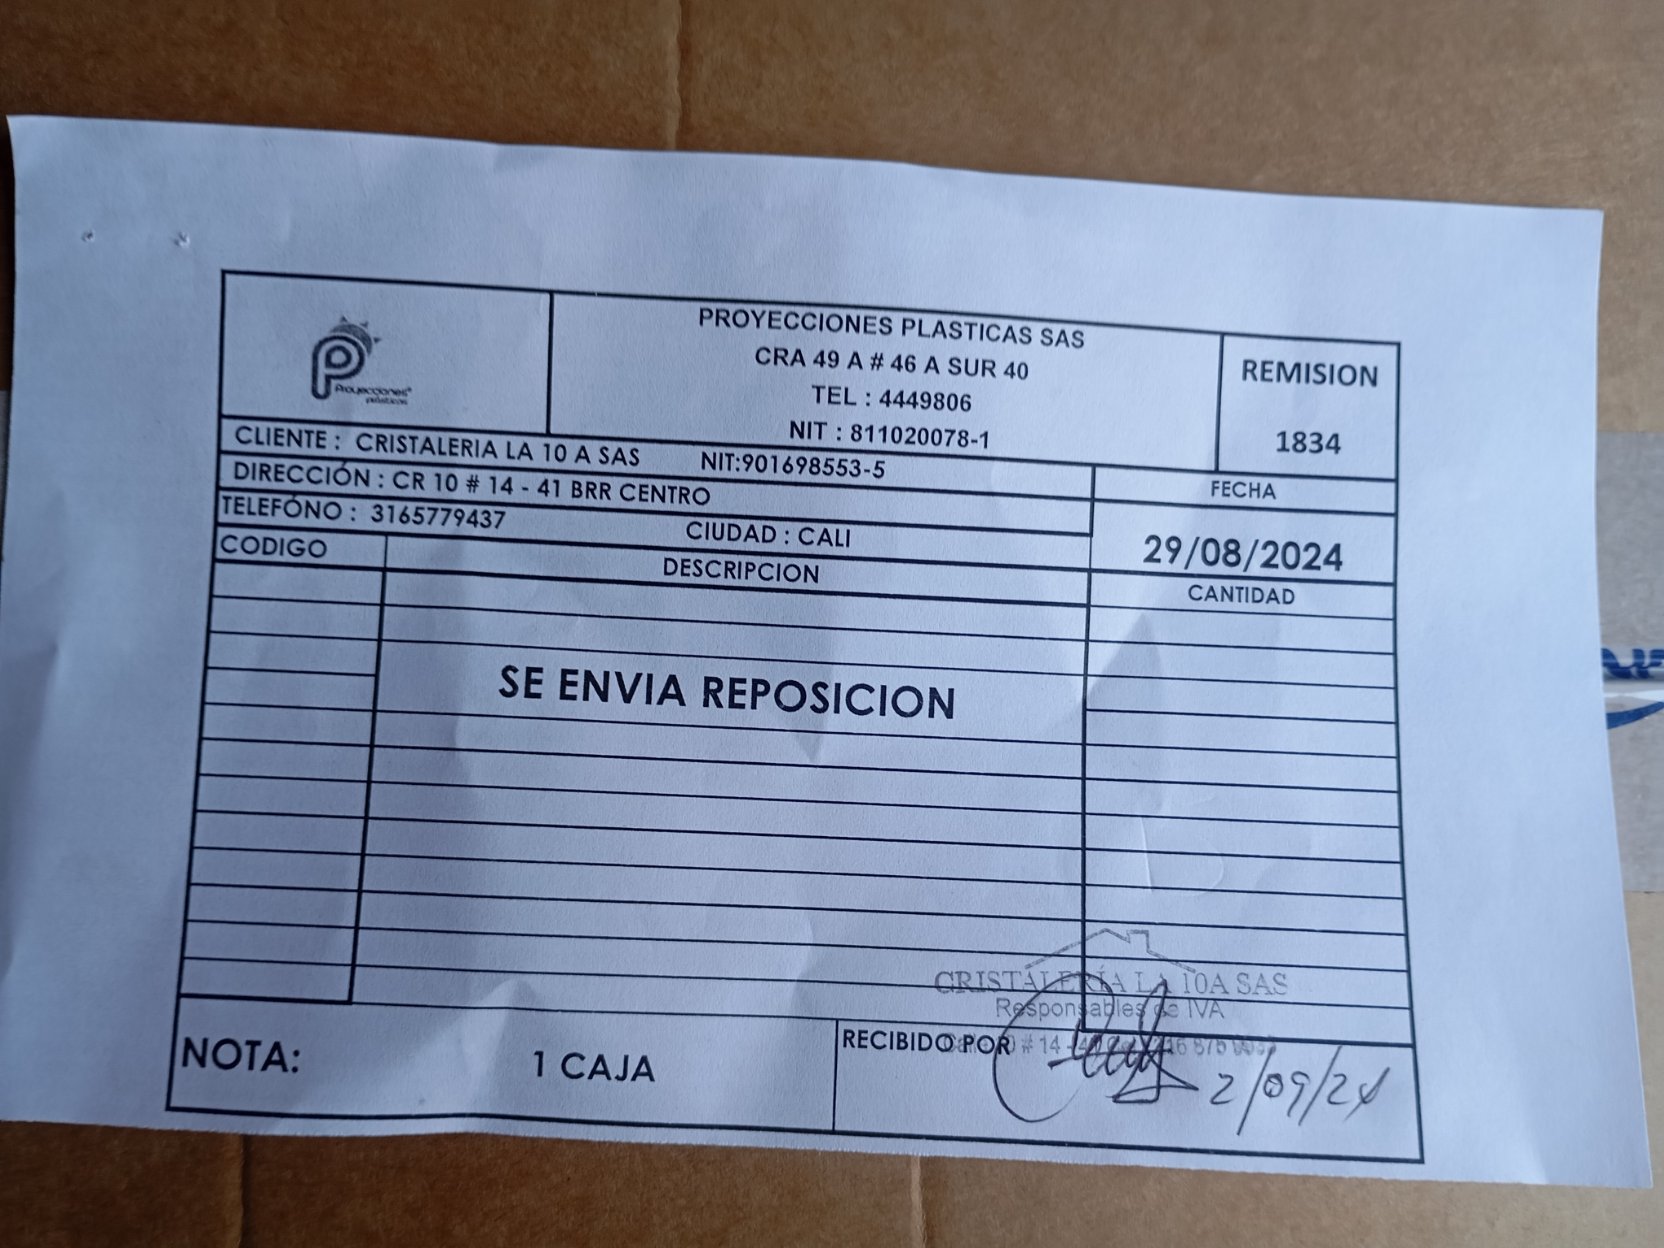 PROYECCIONES PLASTICAS SAS
CRA 49 A # 46 A SUR 40
TEL : 4449806
NIT : 811020078-1
REMISION
1834
Proyecciones
plásticas
CLIENTE : CRISTALERIA LA 10 A SAS NIT:901698553-5
DIRECCIÓN : CR 10 # 14 - 41 BRR CENTRO
TELEFÓNO : 3165779437 CIUDAD : CALI
FECHA
29/08/2024
CODIGO DESCRIPCION CANTIDAD
SE ENVIA REPOSICION
CRISTALERÍA LA 10A SAS
Responsables de IVA
NOTA: 1 CAJA
RECIBIDO POR
2/09/24